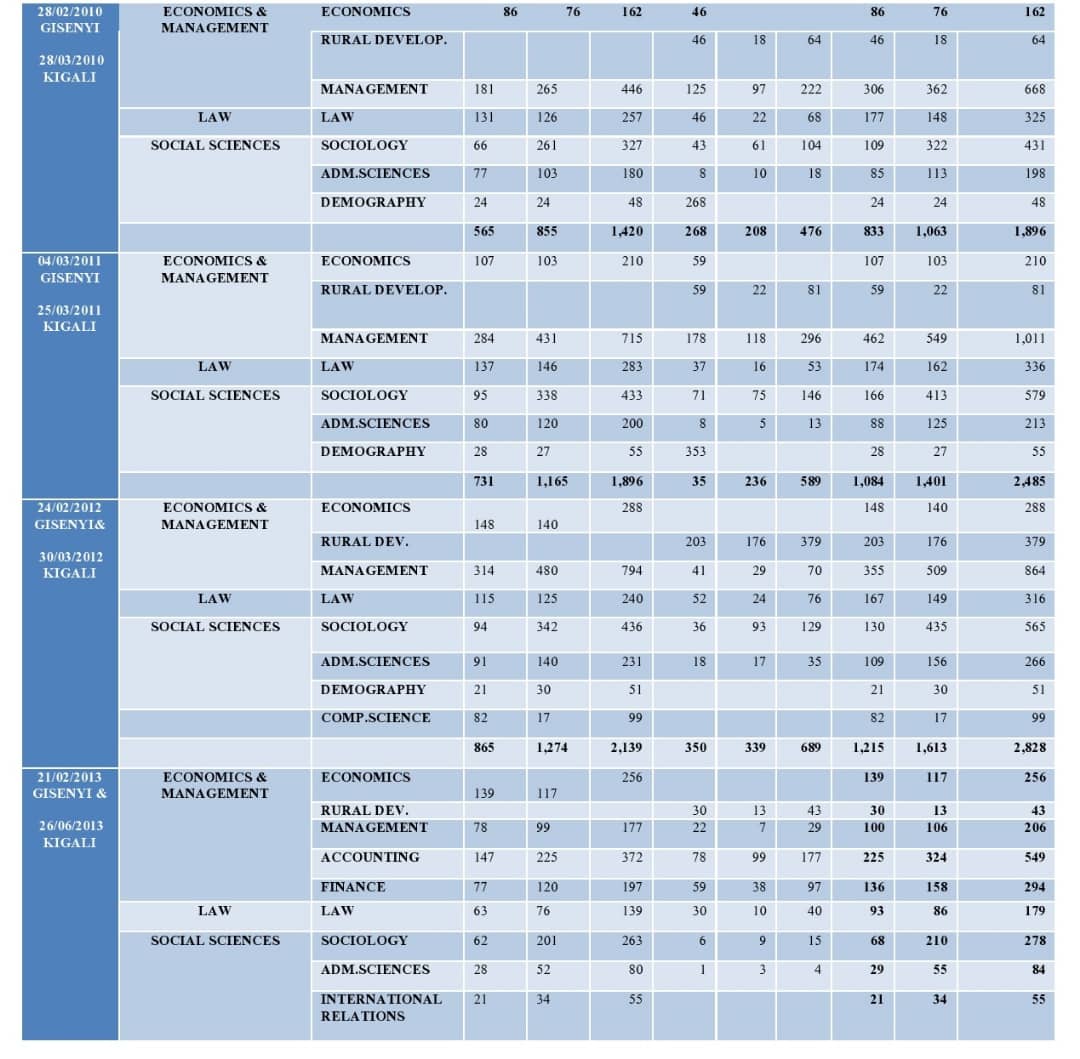 28/02/2010 ECONOMICS & ECONOMICS 86 76 162 46 86 76 162
GISENYI MANAGEMENT
RURAL DEVELOP. 46 18 64 46 18 64
28/03/2010
KIGALI
MANAGEMENT 181 265 446 125 97 222 306 362 668
LAW LAW 131 126 257 46 22 68 177 148 325
SOCIAL SCIENCES SOCIOLOGY 66 261 327 43 61 104 109 322 431
ADM.SCIENCES 77 103 180 8 10 18 85 113 198
DEMOGRAPHY 24 24 48 268 24 24 48
565 855 1,420 268 208 476 833 1,063 1,896
04/03/2011 ECONOMICS & ECONOMICS 107 103 210 59 107 103 210
GISENYI MANAGEMENT
RURAL DEVELOP. 59 22 81 59 22 81
25/03/2011
KIGALI
MANAGEMENT 284 431 715 178 118 296 462 549 1,011
LAW LAW 137 146 283 37 16 53 174 162 336
SOCIAL SCIENCES SOCIOLOGY 95 338 433 71 75 146 166 413 579
ADM.SCIENCES 80 120 200 8 5 13 88 125 213
DEMOGRAPHY 28 27 55 353 28 27 55
731 1,165 1,896 35 236 589 1,084 1,401 2,485
24/02/2012 ECONOMICS & ECONOMICS 288 148 140 288
GISENYI& MANAGEMENT 148 140
RURAL DEV. 203 176 379 203 176 379
30/03/2012
KIGALI MANAGEMENT 314 480 794 41 29 70 355 509 864
LAW LAW 115 125 240 52 24 76 167 149 316
SOCIAL SCIENCES SOCIOLOGY 94 342 436 36 93 129 130 435 565
ADM.SCIENCES 91 140 231 18 17 35 109 156 266
DEMOGRAPHY 21 30 51 21 30 51
COMP.SCIENCE 82 17 99 82 17 99
865 1,274 2,139 350 339 689 1,215 1,613 2,828
21/02/2013 ECONOMICS & ECONOMICS 256 139 117 256
GISENYI & MANAGEMENT 139 117
RURAL DEV. 30 13 43 30 13 43
26/06/2013 MANAGEMENT 78 99 177 22 7 29 100 106 206
KIGALI
ACCOUNTING 147 225 372 78 99 177 225 324 549
FINANCE 77 120 197 59 38 97 136 158 294
LAW LAW 63 76 139 30 10 40 93 86 179
SOCIAL SCIENCES SOCIOLOGY 62 201 263 6 9 15 68 210 278
ADM.SCIENCES 28 52 80 1 3 4 29 55 84
INTERNATIONAL 21 34 55 21 34 55
RELATIONS